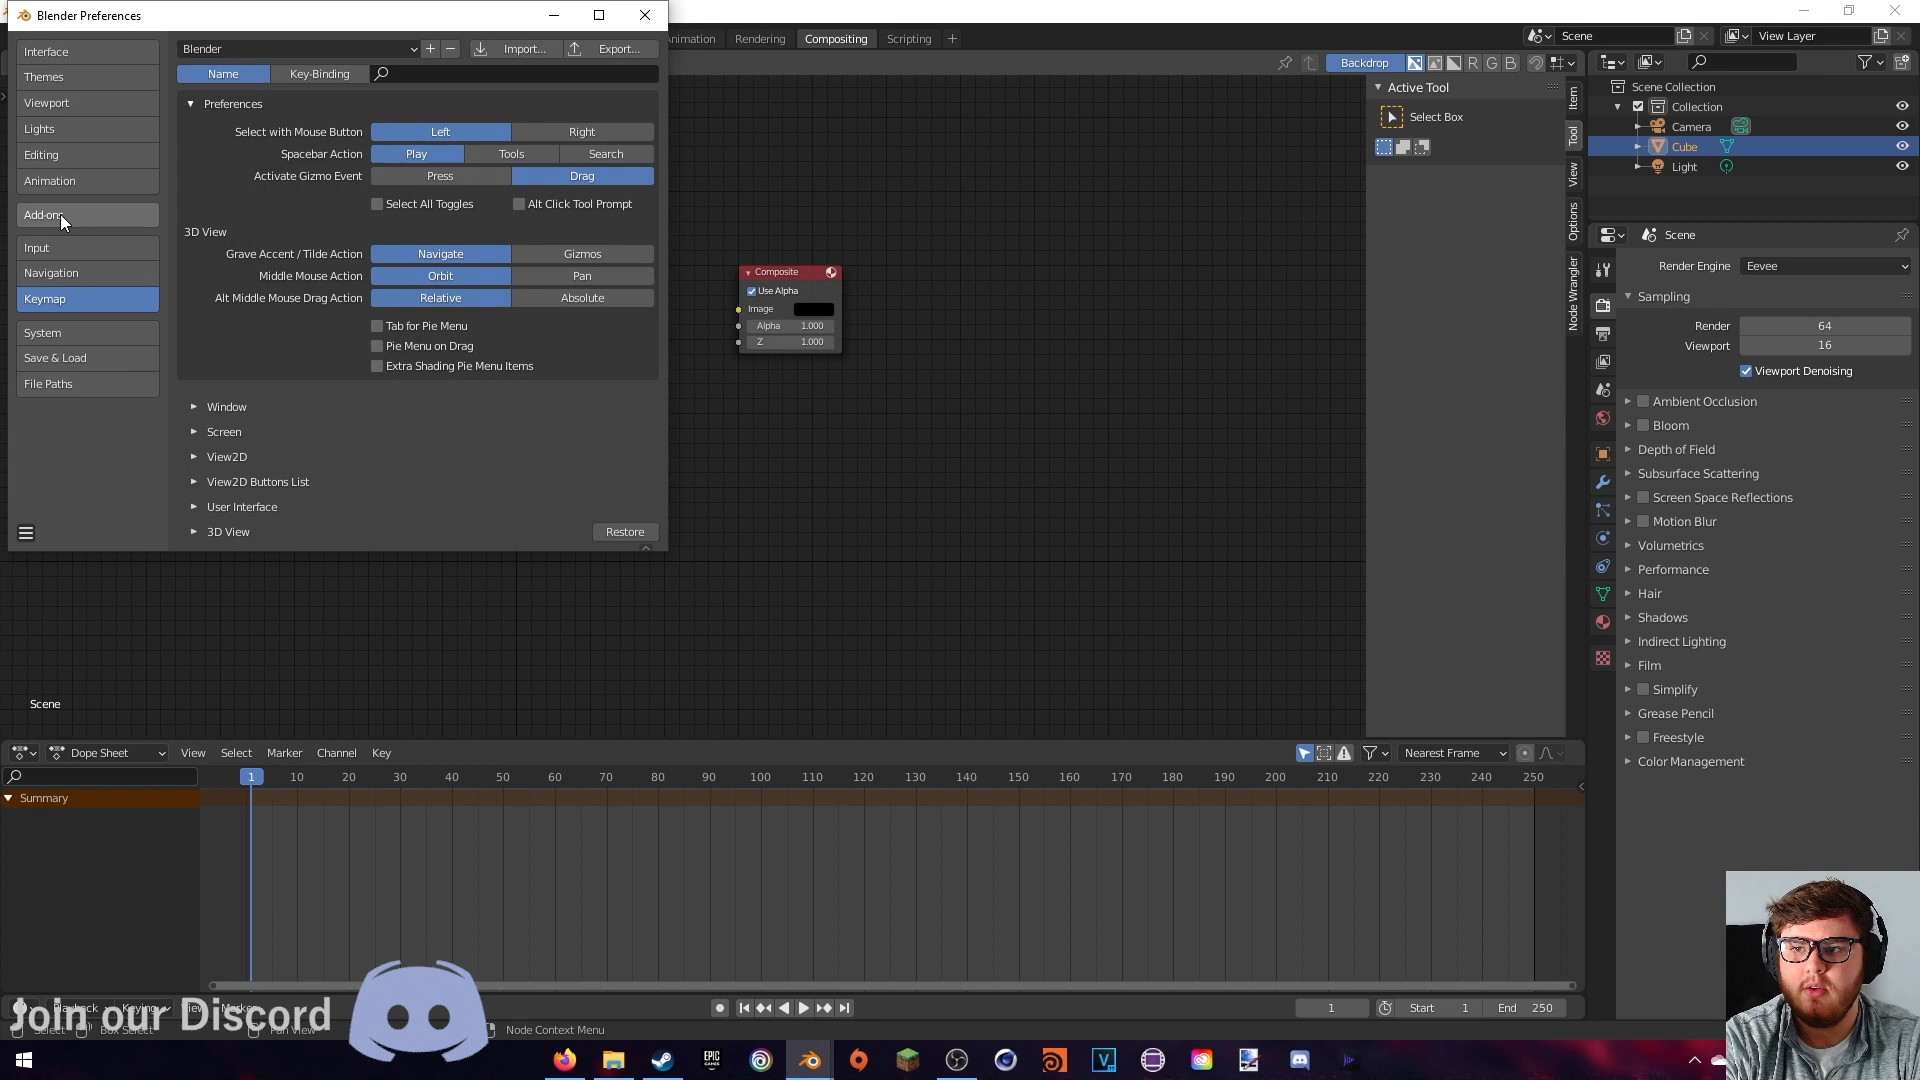 Blender Preferences
Interface
Themes
Viewport
Lights
Editing
Animation
Add-ons
Input
Navigation
Keymap
System
Save & Load
File Paths
Blender
Import...
Export...
Name
Key-Binding
Preferences
Select with Mouse Button Left Right
Spacebar Action Play Tools Search
Activate Gizmo Event Press Drag
Select All Toggles Alt Click Tool Prompt
3D View
Grave Accent / Tilde Action Navigate Gizmos
Middle Mouse Action Orbit Pan
Alt Middle Mouse Drag Action Relative Absolute
Tab for Pie Menu
Pie Menu on Drag
Extra Shading Pie Menu Items
Window
Screen
View2D
View2D Buttons List
User Interface
3D View
Restore
Rendering Compositing Scripting
Scene
View Layer
Backdrop R G B
Composite
Use Alpha
Image
Alpha 1.000
Z 1.000
Active Tool
Select Box
Item
Tool
View
Options
Node Wrangler
Scene Collection
Collection
Camera
Cube
Light
Scene
Render Engine Eevee
Sampling
Render 64
Viewport 16
Viewport Denoising
Ambient Occlusion
Bloom
Depth of Field
Subsurface Scattering
Screen Space Reflections
Motion Blur
Volumetrics
Performance
Hair
Shadows
Indirect Lighting
Film
Simplify
Grease Pencil
Freestyle
Color Management
Scene
Dope Sheet View Select Marker Channel Key
Nearest Frame
1 10 20 30 40 50 60 70 80 90 100 110 120 130 140 150 160 170 180 190 200 210 220 230 240 250
Summary
Playback Keying View Marker
1 Start 1 End 250
Join our Discord
Select Box Select Pan View Node Context Menu
EPIC GAMES
V